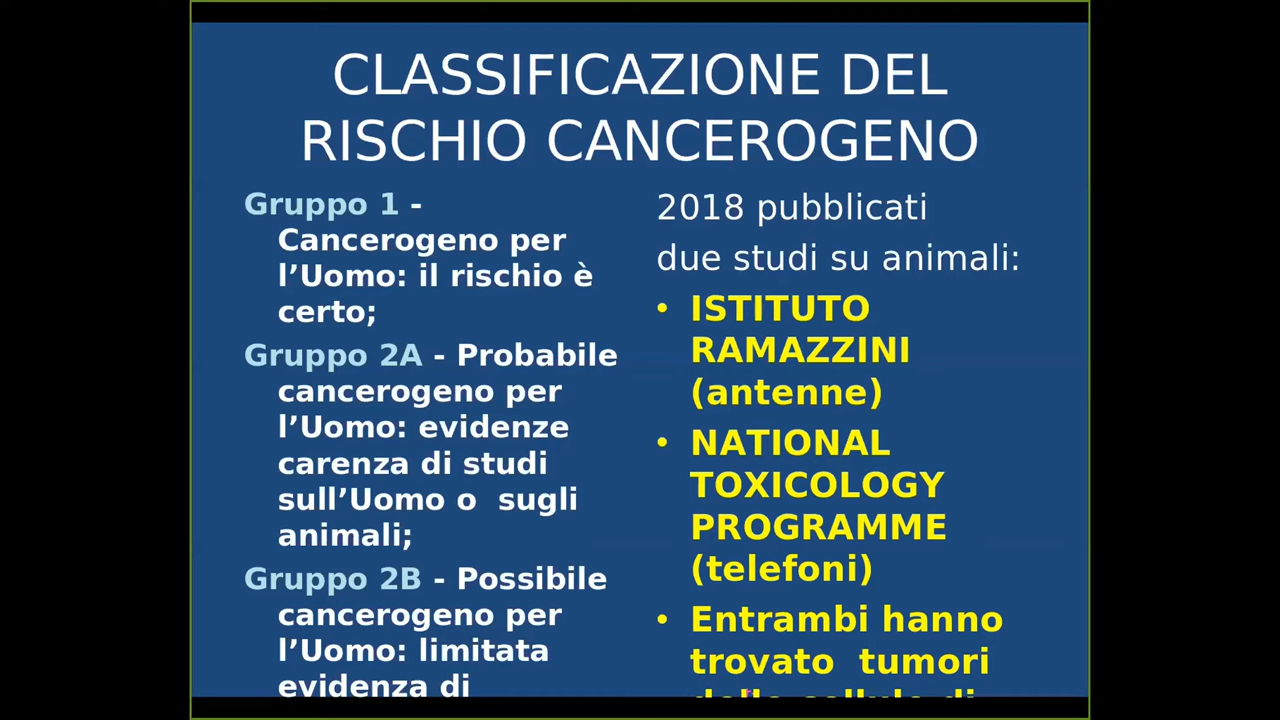 CLASSIFICAZIONE DEL
RISCHIO CANCEROGENO
Gruppo 1 -
Cancerogeno per
l’Uomo: il rischio è
certo;
Gruppo 2A - Probabile
cancerogeno per
l’Uomo: evidenze
carenza di studi
sull’Uomo o  sugli
animali;
Gruppo 2B - Possibile
cancerogeno per
l’Uomo: limitata
evidenza di
2018 pubblicati
due studi su animali:
• ISTITUTO
RAMAZZINI
(antenne)
• NATIONAL
TOXICOLOGY
PROGRAMME
(telefoni)
• Entrambi hanno
trovato  tumori